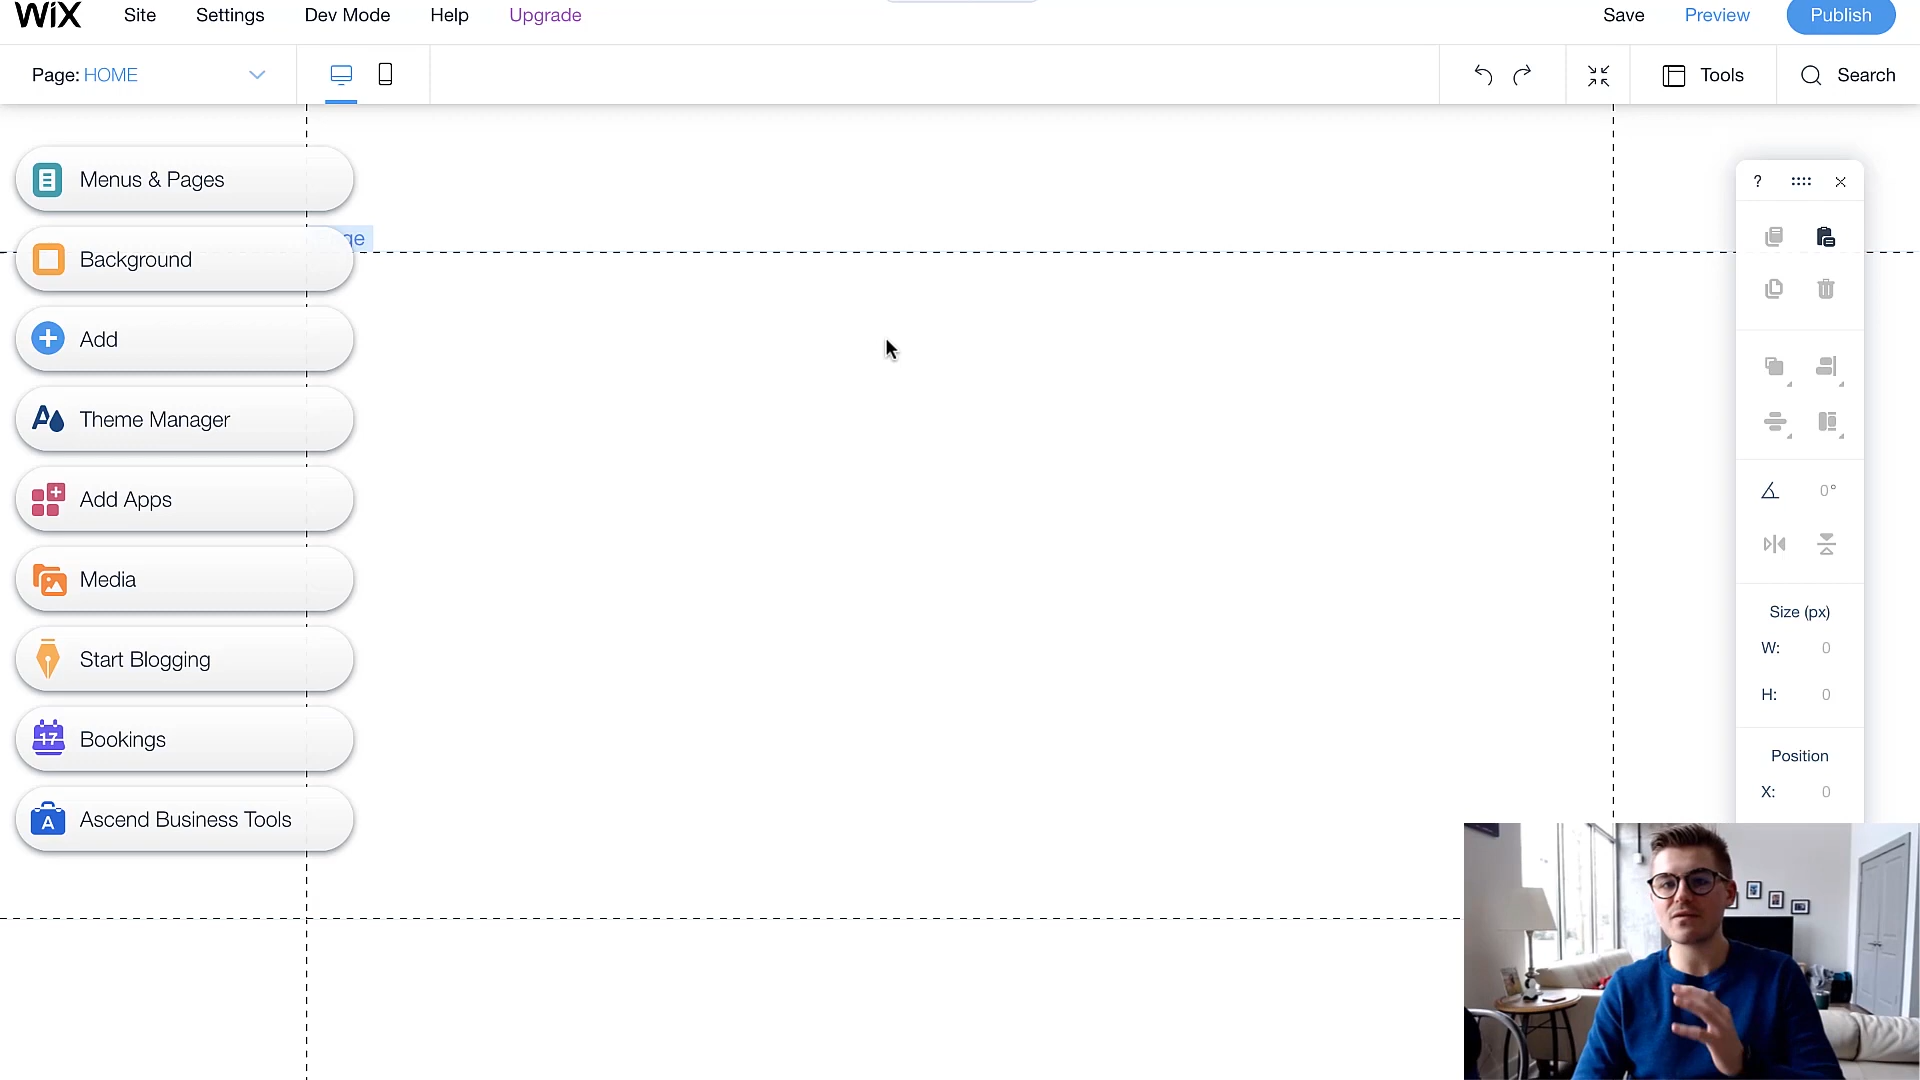 WiX
Site
Settings
Dev Mode
Help
Upgrade
Save
Preview
Publish
Page: HOME
Tools
Search
Menus & Pages
Background
Add
Theme Manager
Add Apps
Media
Start Blogging
17
Bookings
A
Ascend Business Tools
?
0°
Size (px)
W: 0
H: 0
Position
X: 0